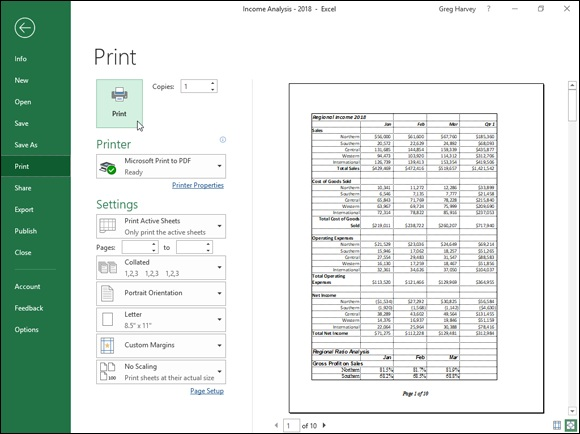 Income Analysis - 2018 - Excel
Greg Harvey
?
Info
New
Open
Save
Save As
Print
Share
Export
Publish
Close
Account
Feedback
Options
Print
Print
Copies: 1
Printer
Microsoft Print to PDF
Ready
Printer Properties
Settings
Print Active Sheets
Only print the active sheets
Pages: to
Collated
1,2,3 1,2,3 1,2,3
Portrait Orientation
Letter
8.5" x 11"
Custom Margins
No Scaling
Print sheets at their actual size
100
Page Setup
Regional Income 2018
Jan Feb Mar Qtr 1
Sales
Northern $56,000 $61,600 $67,760 $185,360
Southern 20,572 22,629 24,892 $68,093
Central 131,685 144,854 159,339 $435,877
Western 94,473 103,920 114,312 $312,706
International 126,739 139,413 153,354 $419,506
Total Sales $429,469 $472,416 $519,657 $1,421,542
Cost of Goods Sold
Northern 10,341 11,272 12,286 $33,899
Southern 6,546 7,135 7,777 $21,458
Central 65,843 71,769 78,228 $215,840
Western 63,967 69,724 75,999 $209,690
International 72,314 78,822 85,916 $237,053
Total Cost of Goods
Sold $219,011 $238,722 $260,207 $717,940
Operating Expenses
Northern $21,529 $23,036 $24,649 $69,214
Southern 15,946 17,062 18,257 $51,265
Central 27,554 29,483 31,547 $88,583
Western 16,130 17,259 18,467 $51,856
International 32,361 34,626 37,050 $104,037
Total Operating
Expenses $113,520 $121,466 $129,969 $364,955
Net Income
Northern $27,292 $30,825 $56,584
Southern ($1,920) ($1,568) ($1,142) ($4,630)
Central 38,288 43,602 49,564 $131,455
Western 14,376 16,937 19,846 $51,159
International 22,064 25,964 30,388 $78,416
Total Net Income $71,275 $112,228 $129,481 $312,984
Regional Ratio Analysis
Jan Feb Mar
Gross Profit on Sales
Northern 81.5% 81.7% 81.9%
Southern 68.2% 68.5% 68.8%
Page 1 of 10
1 of 10